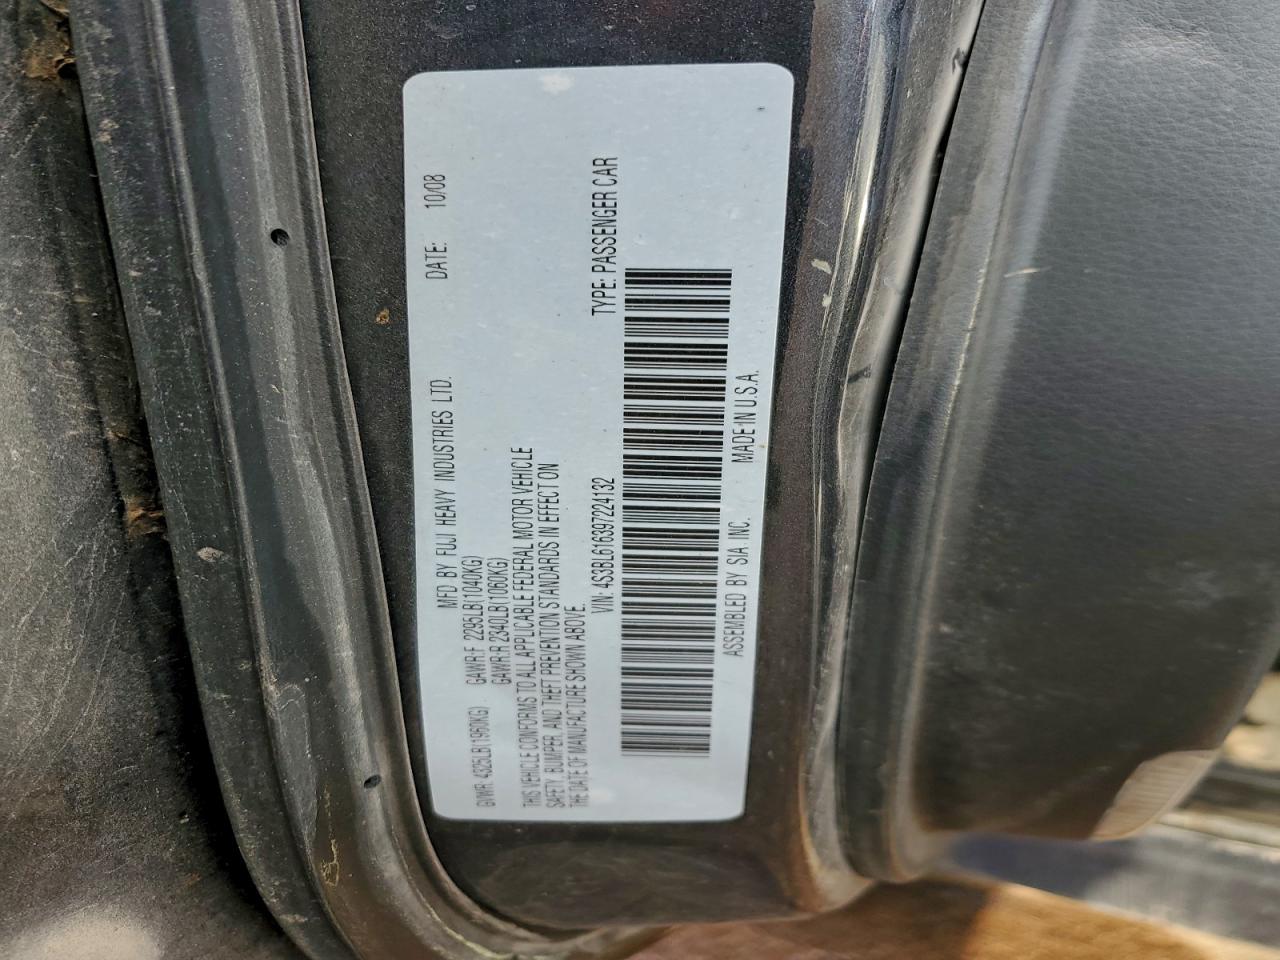 MFD BY FUJI HEAVY INDUSTRIES LTD. DATE: 10/08
GVWR: 4325LB(1960KG) GAWR:F 2295LB(1040KG)
GAWR:R 2340LB(1060KG)
THIS VEHICLE CONFORMS TO ALL APPLICABLE FEDERAL MOTOR VEHICLE
SAFETY, BUMPER, AND THEFT PREVENTION STANDARDS IN EFFECT ON
THE DATE OF MANUFACTURE SHOWN ABOVE.
VIN: 4S3BL616397224132 TYPE: PASSENGER CAR
ASSEMBLED BY SIA INC. MADE IN U.S.A.